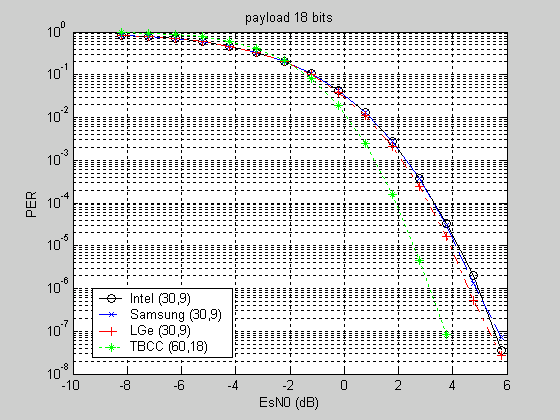 payload 18 bits
10^0
10^-1
10^-2
10^-3
10^-4
10^-5
10^-6
10^-7
10^-8
PER
Intel (30,9)
Samsung (30,9)
LGe (30,9)
TBCC (60,18)
-10 -8 -6 -4 -2 0 2 4 6
EsN0 (dB)